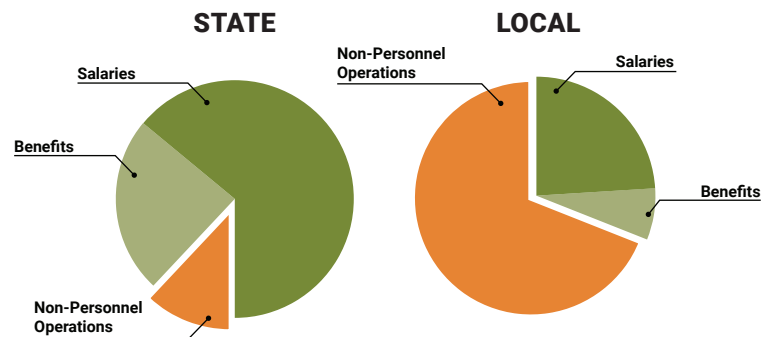 STATE
Salaries
Benefits
Non-Personnel
Operations
LOCAL
Non-Personnel
Operations
Salaries
Benefits